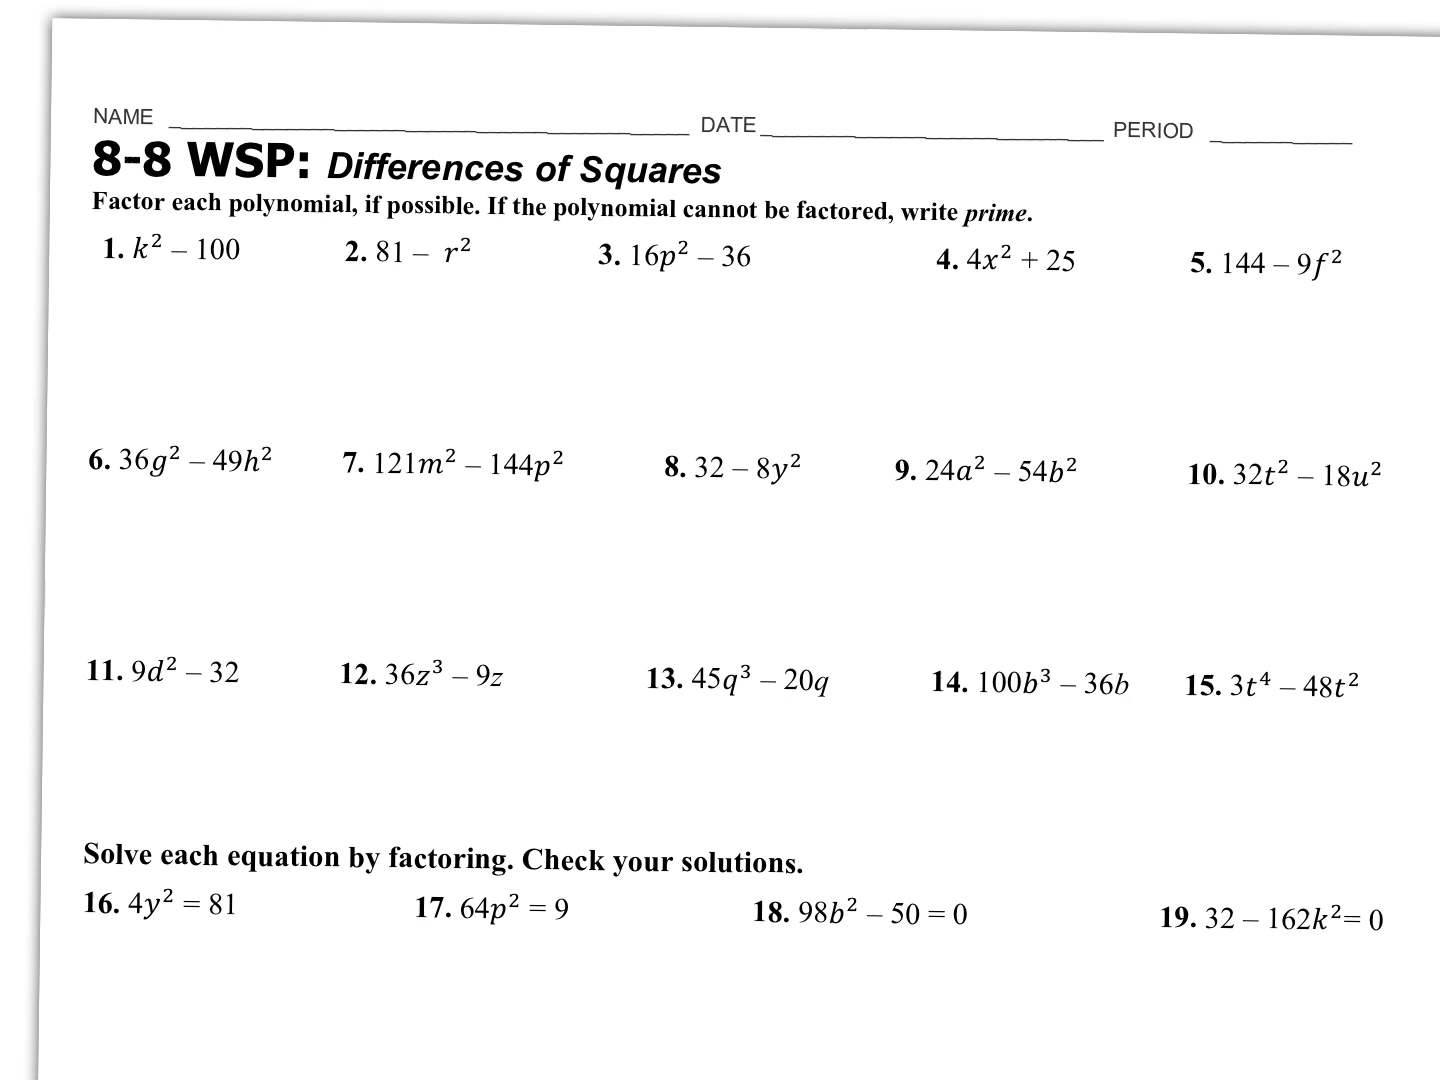 NAME ______ DATE ______ PERIOD ______
8-8 WSP: Differences of Squares
Factor each polynomial, if possible. If the polynomial cannot be factored, write prime.
1. k² – 100 2. 81 – r² 3. 16p² – 36 4. 4x² + 25 5. 144 – 9f²
6. 36g² – 49h² 7. 121m² – 144p² 8. 32 – 8y² 9. 24a² – 54b² 10. 32t² – 18u²
11. 9d² – 32 12. 36z³ – 9z 13. 45q³ – 20q 14. 100b³ – 36b 15. 3t⁴ – 48t²
Solve each equation by factoring. Check your solutions.
16. 4y² = 81 17. 64p² = 9 18. 98b² – 50 = 0 19. 32 – 162k²= 0